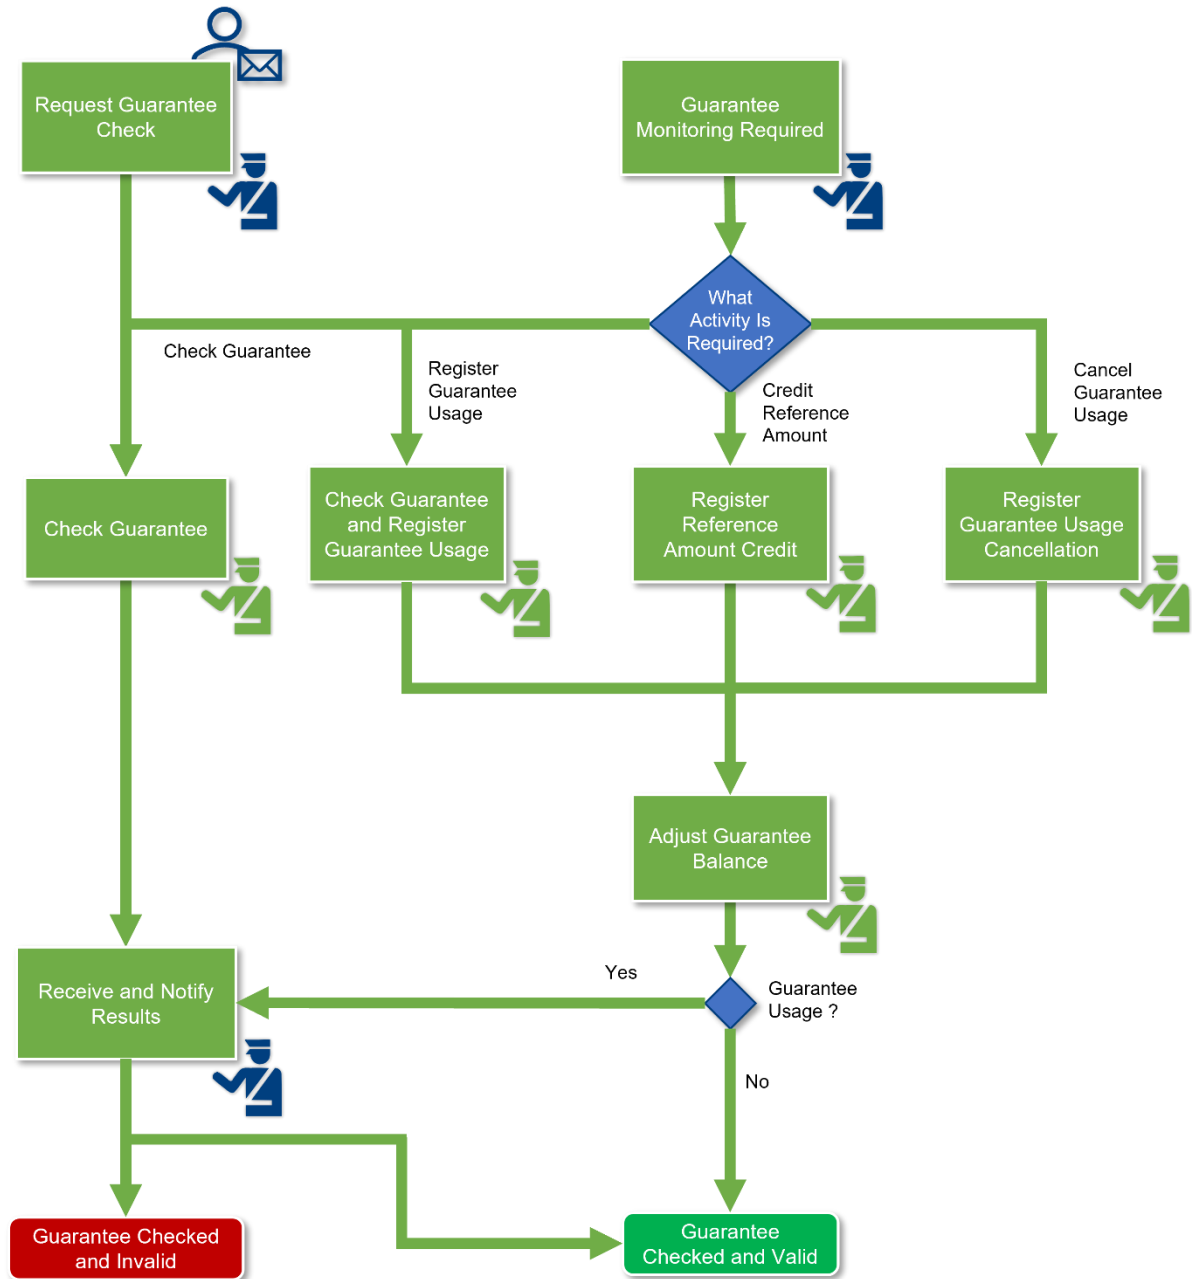 Request Guarantee
Check
Guarantee
Monitoring Required
What
Activity Is
Required?
Check Guarantee
Register
Guarantee
Usage
Credit
Reference
Amount
Cancel
Guarantee
Usage
Check Guarantee
Check Guarantee
and Register
Guarantee Usage
Register
Reference
Amount Credit
Register
Guarantee Usage
Cancellation
Adjust Guarantee
Balance
Receive and Notify
Results
Yes
Guarantee
Usage ?
No
Guarantee Checked
and Invalid
Guarantee
Checked and Valid